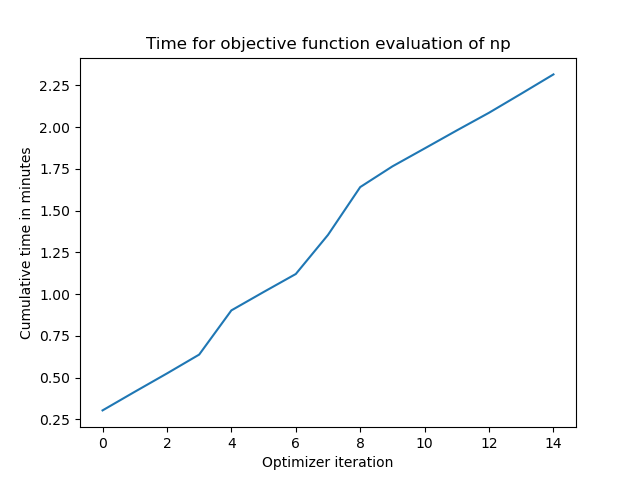 Time for objective function evaluation of np
Cumulative time in minutes
2.25
2.00
1.75
1.50
1.25
1.00
0.75
0.50
0.25
0 2 4 6 8 10 12 14
Optimizer iteration